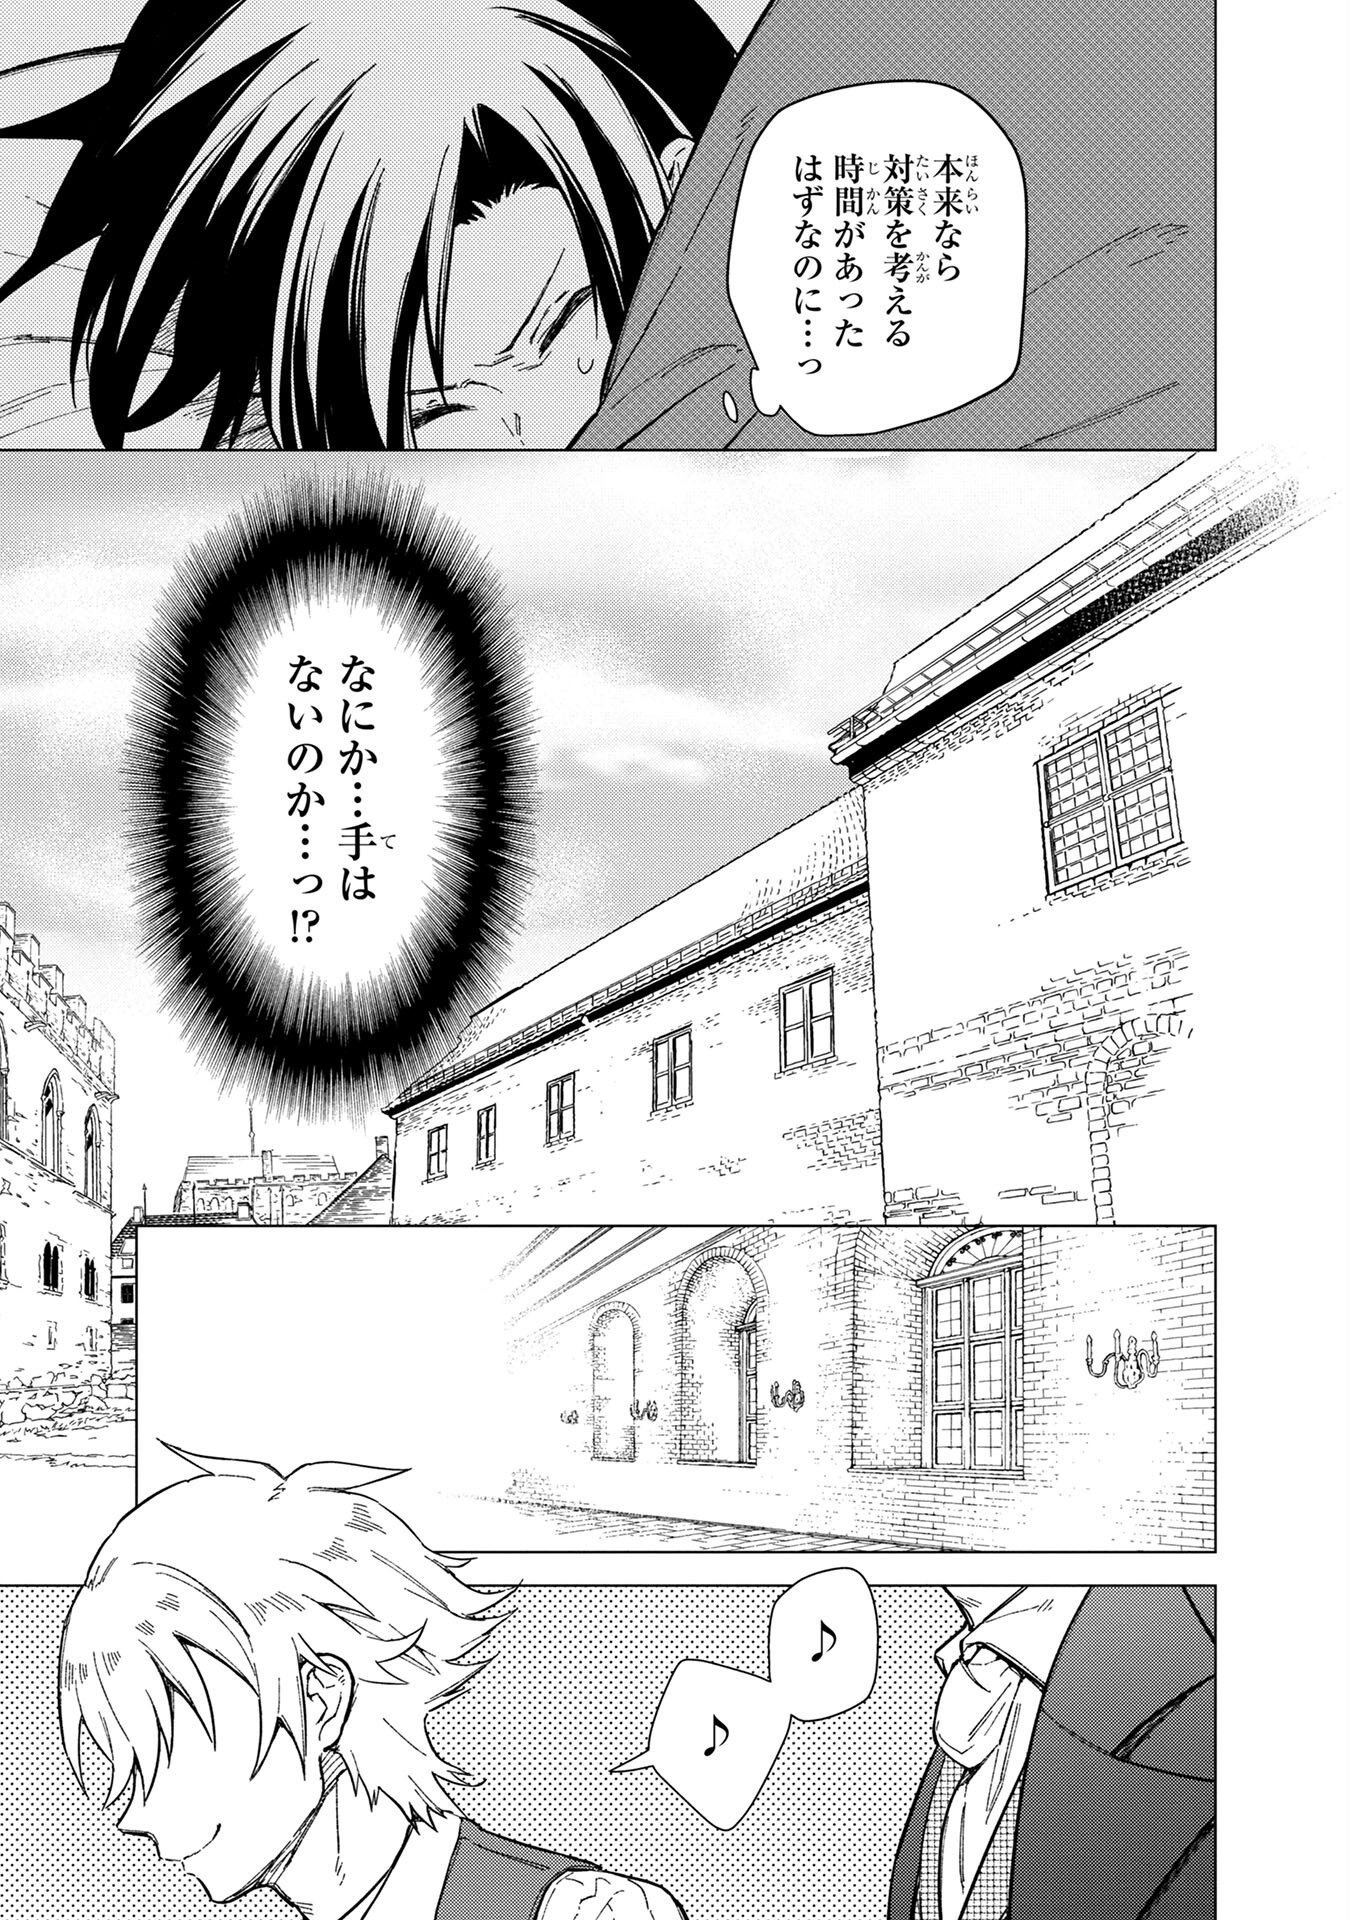 本来なら
対策を考える
時間があった
はずなのに…っ
なにか…手は
ないのか…っ!?
♪
♪